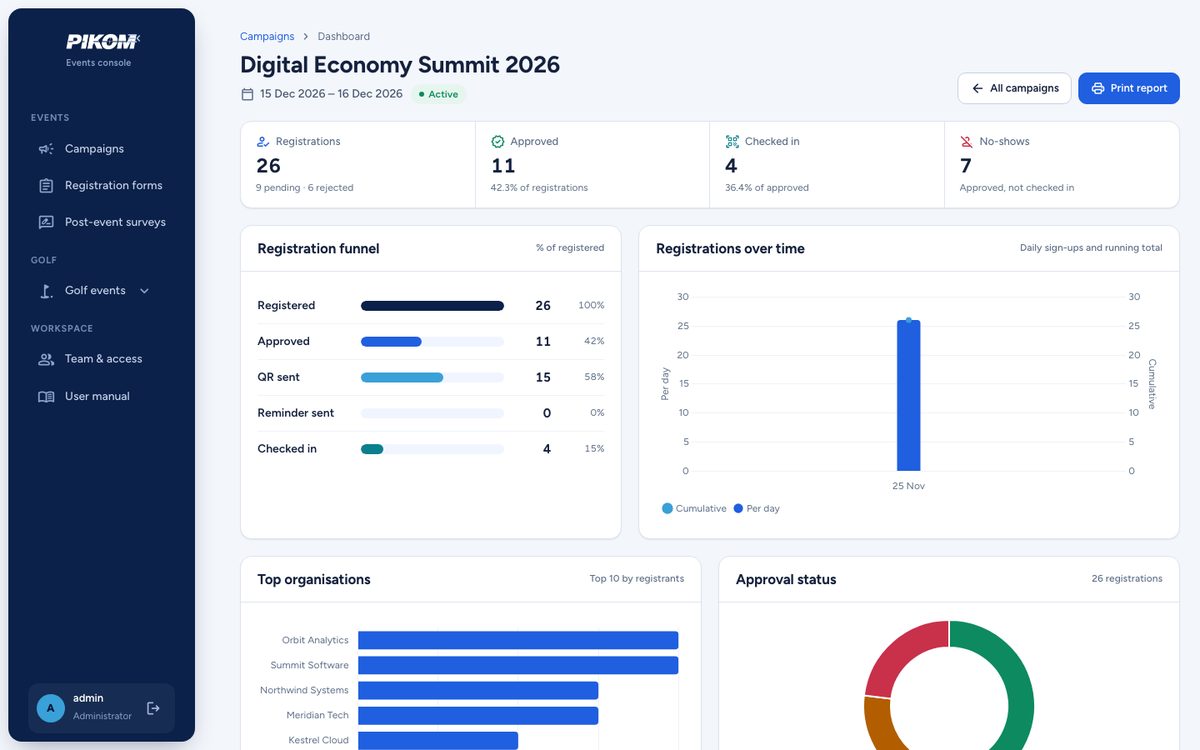 PIKOM
Events console
EVENTS
Campaigns
Registration forms
Post-event surveys
GOLF
Golf events
WORKSPACE
Team & access
User manual
A
admin
Administrator
Campaigns > Dashboard
Digital Economy Summit 2026
15 Dec 2026 – 16 Dec 2026
Active
All campaigns
Print report
Registrations
26
9 pending · 6 rejected
Approved
11
42.3% of registrations
Checked in
4
36.4% of approved
No-shows
7
Approved, not checked in
Registration funnel
% of registered
Registered 26 100%
Approved 11 42%
QR sent 15 58%
Reminder sent 0 0%
Checked in 4 15%
Registrations over time
Daily sign-ups and running total
30 30
25 25
20 20
15 15
10 10
5 5
0 0
Per day
Cumulative
25 Nov
Cumulative Per day
Top organisations
Top 10 by registrants
Orbit Analytics
Summit Software
Northwind Systems
Meridian Tech
Kestrel Cloud
Approval status
26 registrations